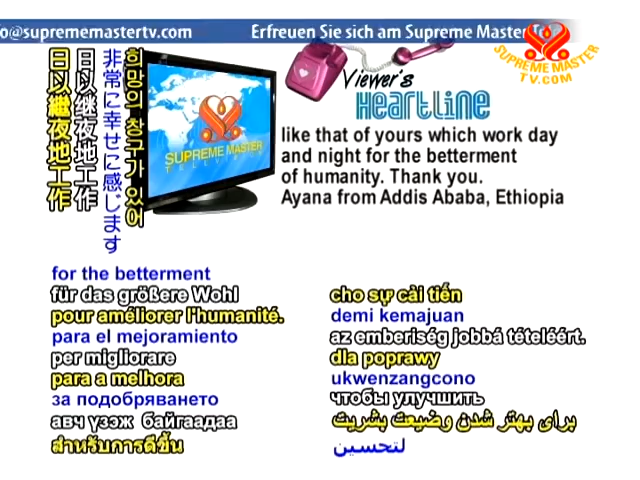 o@suprememastertv.com Erfreuen Sie sich am Supreme Master Te
SUPREME MASTER
TV.COM
Viewer's
Heartline
日以繼夜地工作
日以继夜地工作
非常に幸せに感じます
희망의 창구가 있어
SUPREME MASTER
TELEVISION
like that of yours which work day
and night for the betterment
of humanity. Thank you.
Ayana from Addis Ababa, Ethiopia
for the betterment
für das größere Wohl
pour améliorer l'humanité.
para el mejoramiento
per migliorare
para a melhora
за подобряването
авч үзэж байгаадаа
สำหรับการดีขึ้น
cho sự cải tiến
demi kemajuan
az emberiség jobbá tételéért.
dla poprawy
ukwenzangcono
чтобы улучшить
برای بهتر شدن وضیعت بشریت
لتحسين